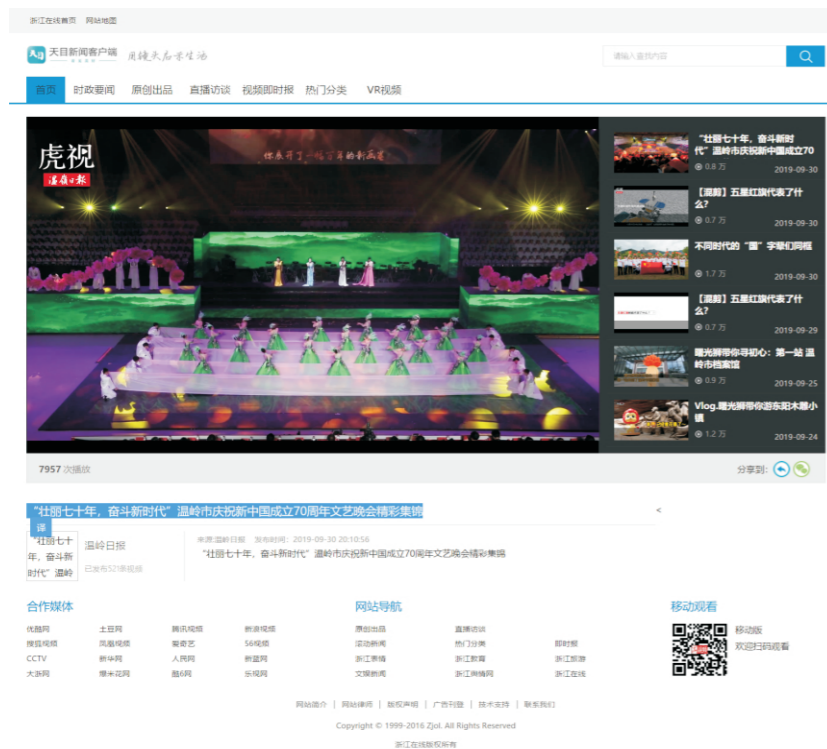 浙江在线首页 网站地图
天目新闻客户端
请输入查找内容
首页 时政要闻 原创出品 直播访谈 视频即时报 热门分类 VR视频
虎视
温岭日报
“壮丽七十年，奋斗新时
代”温岭市庆祝新中国成立70
0.8 万 2019-09-30
【混剪】五星红旗代表了什
么？
0.7 万 2019-09-30
不同时代的“国”字辈们同框
1.7 万 2019-09-30
【混剪】五星红旗代表了什
么？
0.7 万 2019-09-29
曙光狮带你寻初心：第一站 温
岭市档案馆
0.9 万 2019-09-25
Vlog.曙光狮带你游东阳木雕小
镇
1.2 万 2019-09-24
7957 次播放 分享到:
“壮丽七十年，奋斗新时代”温岭市庆祝新中国成立70周年文艺晚会精彩集锦 <
译
“壮丽七十
年，奋斗新
时代”温岭
温岭日报
已发布521条视频
来源:温岭日报 发布时间：2019-09-30 20:10:56
“壮丽七十年，奋斗新时代”温岭市庆祝新中国成立70周年文艺晚会精彩集锦
合作媒体
优酷网 土豆网 腾讯视频 新浪视频
搜狐视频 凤凰视频 爱奇艺 56视频
CCTV 新华网 人民网 新蓝网
大浙网 爆米花网 酷6网 乐视网
网站导航
原创出品 直播访谈
滚动新闻 热门分类 即时报
浙江舆情 浙江教育 浙江旅游
文娱新闻 浙江舆情网 浙江在线
移动观看
移动版
欢迎扫码观看
网站简介 | 网站律师 | 版权声明 | 广告刊登 | 技术支持 | 联系我们
Copyright © 1999-2016 Zjol. All Rights Reserved
浙江在线版权所有